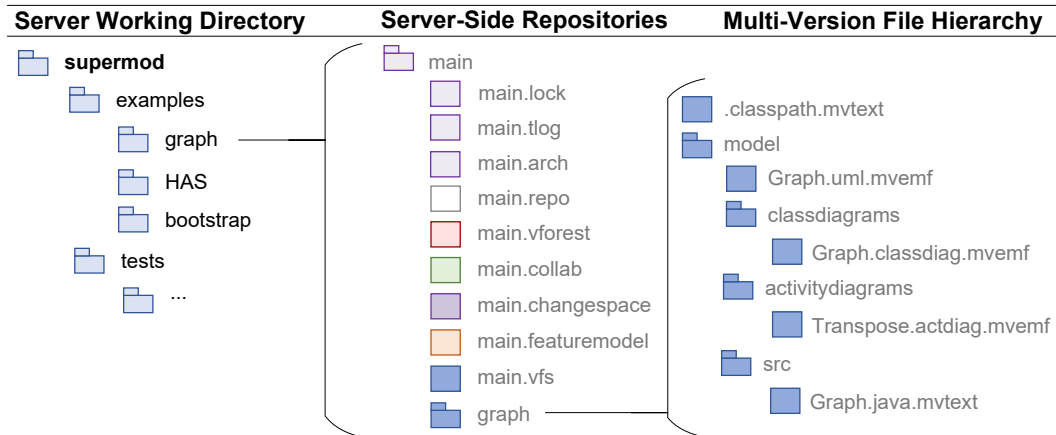 Server Working Directory
supermod
examples
graph
HAS
bootstrap
tests
...
Server-Side Repositories
main
main.lock
main.tlog
main.arch
main.repo
main.vforest
main.collab
main.changespace
main.featuremodel
main.vfs
graph
Multi-Version File Hierarchy
.classpath.mvtext
model
Graph.uml.mvemf
classdiagrams
Graph.classdiag.mvemf
activitydiagrams
Transpose.actdiag.mvemf
src
Graph.java.mvtext